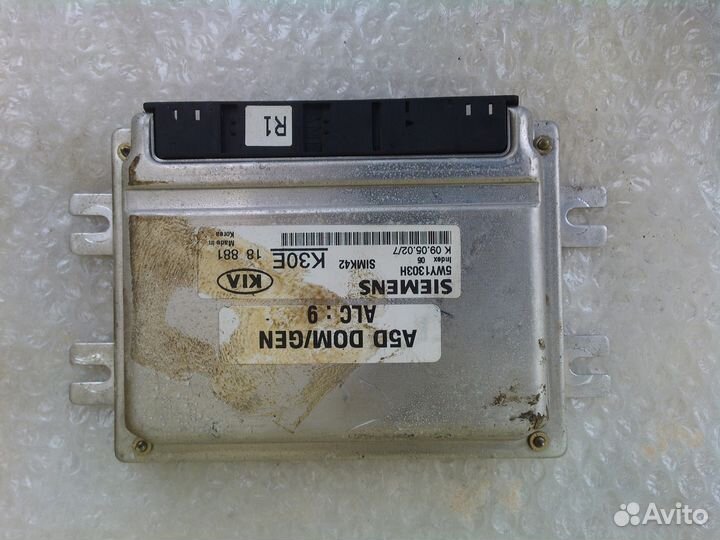 R1
A5D DOM/GEN
ALC : 9
SIEMENS
KIA
5WY1303H
Index 06
SIMK42
K30E
18 881
K 09.05.02/7
Made in
Korea
Avito